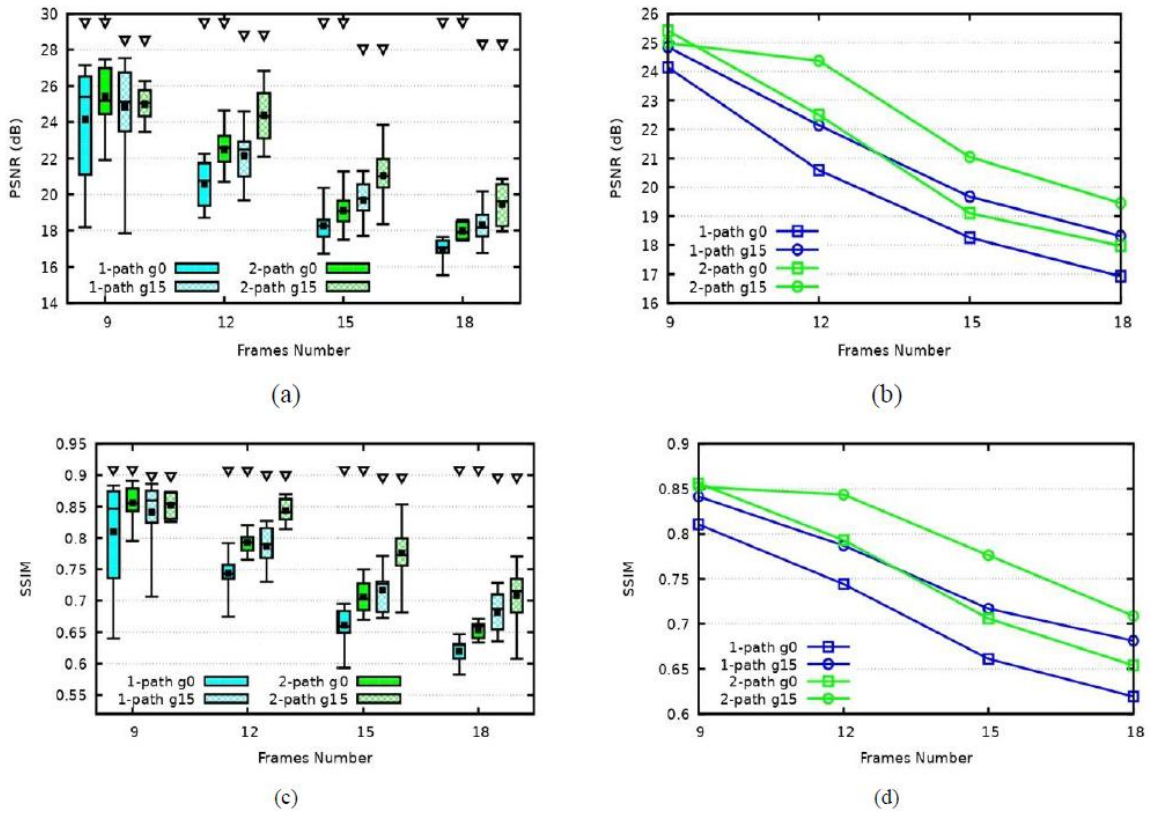 30
28
26
24
22
20
18
16
14
PSNR (dB)
1-path g0
1-path g15
2-path g0
2-path g15
9 12 15 18
Frames Number
(a)
26
25
24
23
22
21
20
19
18
17
16
PSNR (dB)
1-path g0
1-path g15
2-path g0
2-path g15
9 12 15 18
Frames Number
(b)
0.95
0.9
0.85
0.8
0.75
0.7
0.65
0.6
0.55
SSIM
1-path g0
1-path g15
2-path g0
2-path g15
9 12 15 18
Frames Number
(c)
0.9
0.85
0.8
0.75
0.7
0.65
0.6
SSIM
1-path g0
1-path g15
2-path g0
2-path g15
9 12 15 18
Frames Number
(d)